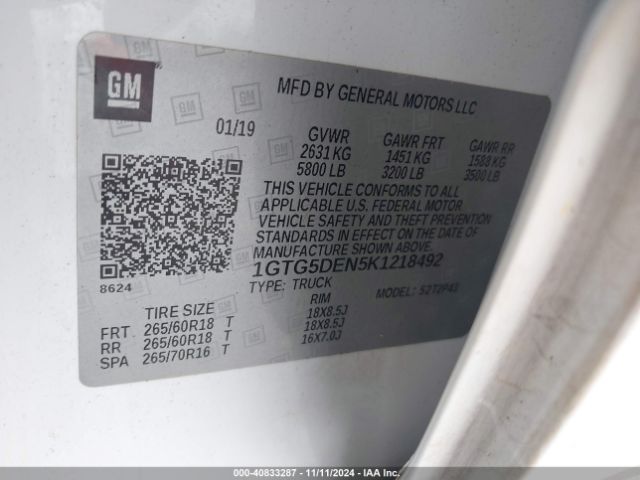 GM
MFD BY GENERAL MOTORS LLC
01/19
GVWR GAWR FRT GAWR RR
2631 KG 1451 KG 1588 KG
5800 LB 3200 LB 3500 LB
THIS VEHICLE CONFORMS TO ALL
APPLICABLE U.S. FEDERAL MOTOR
VEHICLE SAFETY AND THEFT PREVENTION
STANDARDS IN EFFECT ON THE DATE OF
MANUFACTURE SHOWN ABOVE.
1GTG5DEN5K1218492
8624
TYPE: TRUCK MODEL: 52T2P43
TIRE SIZE RIM
FRT 265/60R18 T 18X8.5J
RR 265/60R18 T 18X8.5J
SPA 265/70R16 T 16X7.0J
000-40833287 - 11/11/2024 - IAA Inc.